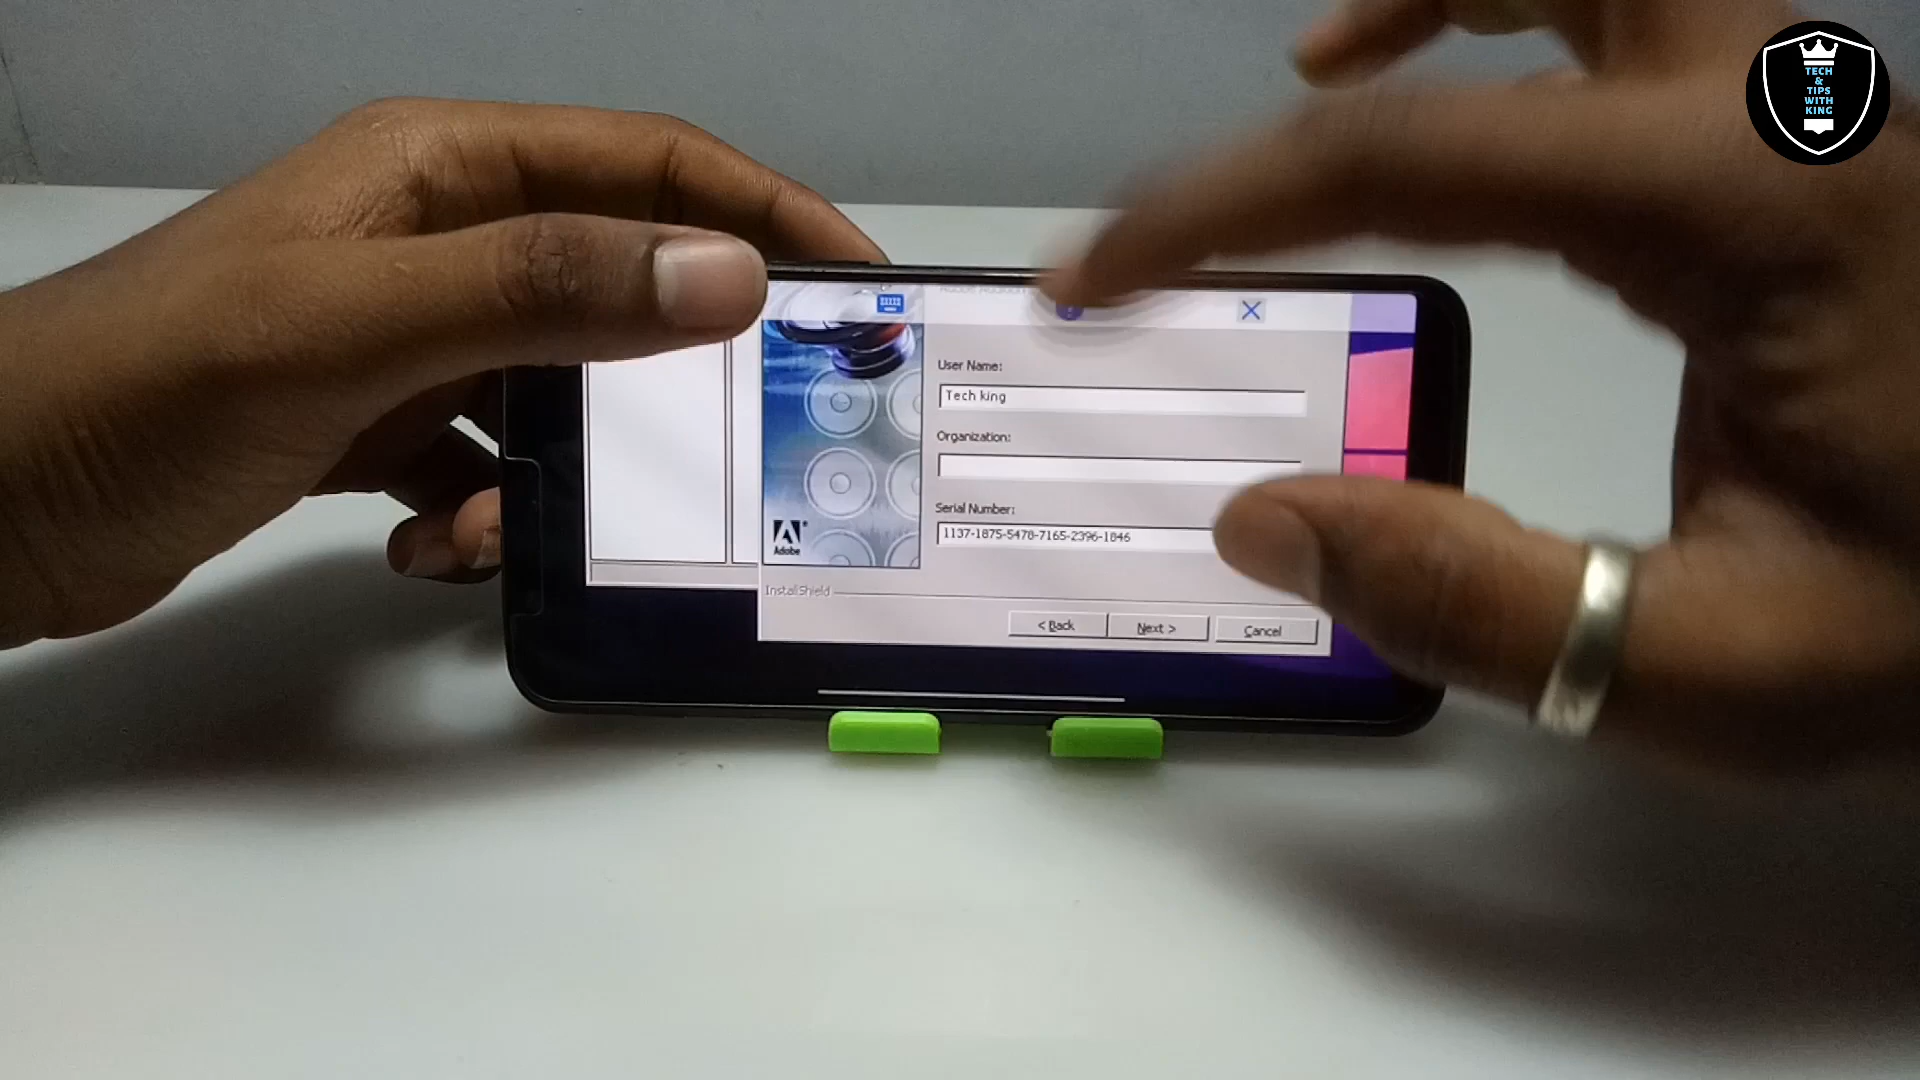 TECH
&
TIPS
WITH
KING
User Name:
Tech king
Organization:
Serial Number:
1137-1875-5478-7165-2396-1846
Adobe
InstallShield
< Back
Next >
Cancel